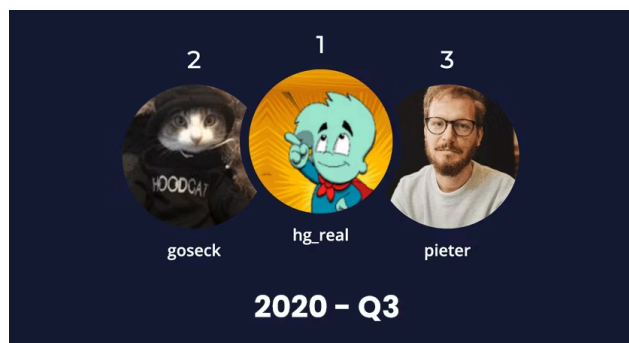 2
1
3
HOODCAT
goseck
hg_real
pieter
2020 - Q3